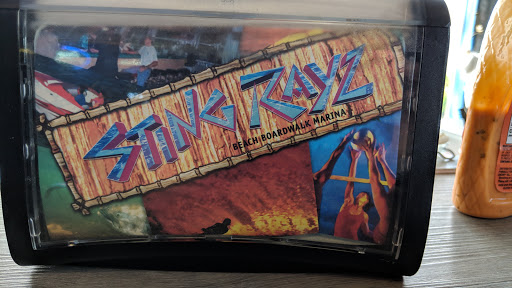 STING RAYZ
BEACH BOARDWALK MARINA